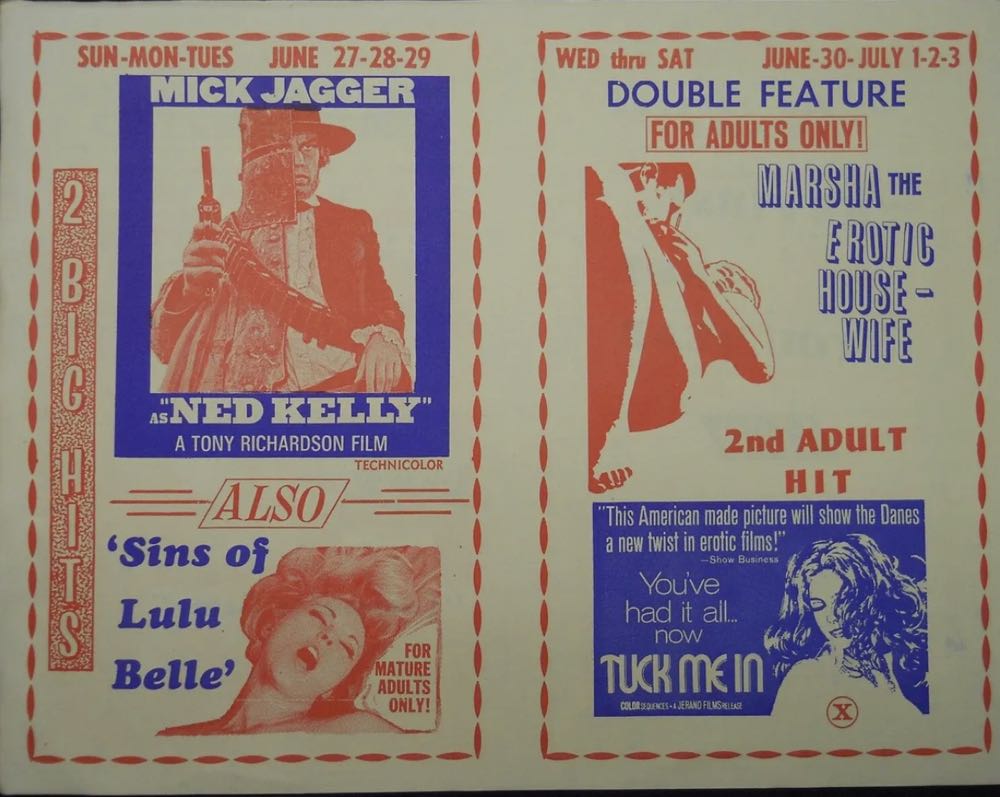 SUN-MON-TUES JUNE 27-28-29
MICK JAGGER
AS "NED KELLY"
A TONY RICHARDSON FILM
TECHNICOLOR
2 BIG HITS
ALSO
'Sins of
Lulu
Belle'
FOR
MATURE
ADULTS
ONLY!
WED thru SAT JUNE-30-JULY 1-2-3
DOUBLE FEATURE
FOR ADULTS ONLY!
MARSHA THE
EROTIC
HOUSE-
WIFE
2nd ADULT
HIT
"This American made picture will show the Danes
a new twist in erotic films!"
—Show Business
You've
had it all...
now
TUCK ME IN
COLOR SEQUENCES • A JERANO FILMS RELEASE
X